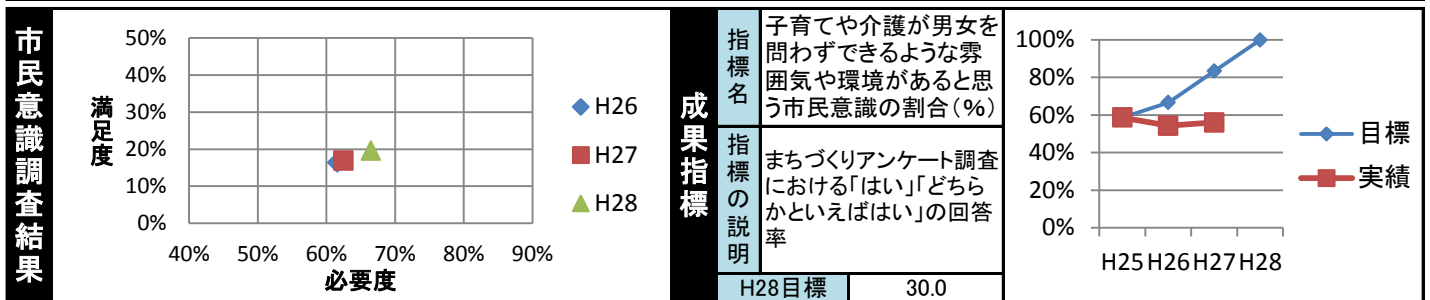 市民意識調査結果
50%
40%
30%
20%
10%
0%
満足度
40% 50% 60% 70% 80% 90%
必要度
H26
H27
H28
成果指標
指標名
子育てや介護が男女を
問わずできるような雰
囲気や環境があると思
う市民意識の割合(%)
指標の説明
まちづくりアンケート調査
における「はい」「どちら
かといえばはい」の回答
率
H28目標 30.0
100%
80%
60%
40%
20%
0%
H25 H26 H27 H28
目標
実績